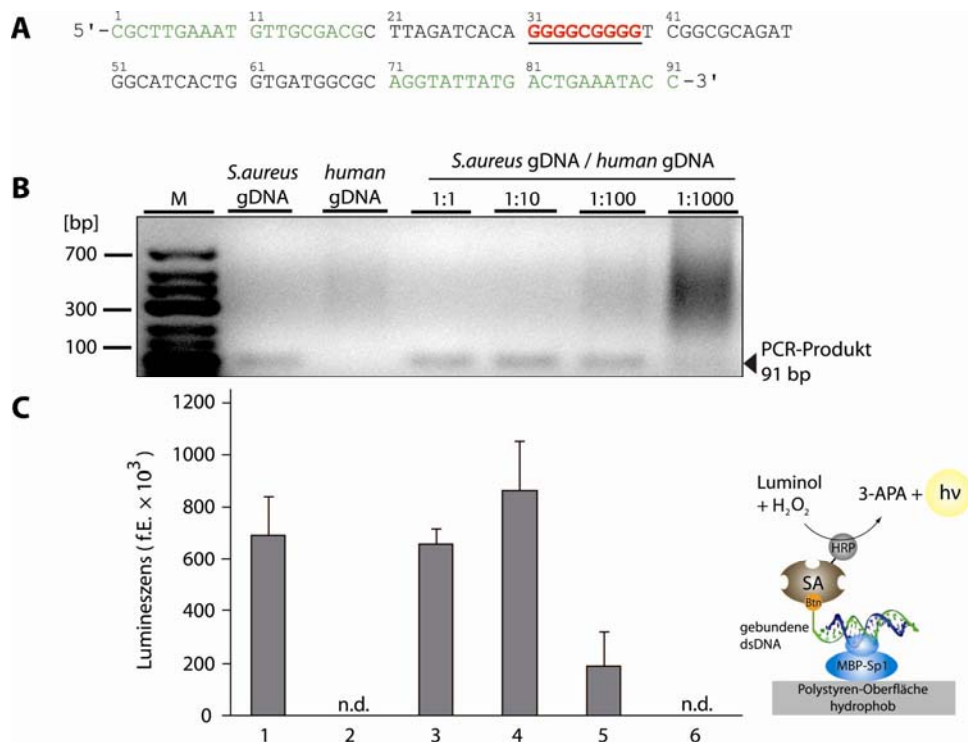 A
1 11 21 31 41
5'-CGCTTGAAAT GTTGCGACGC TTAGATCACA GGGGCGGGGT CGGCGCAGAT
51 61 71 81 91
GGCATCACTG GTGATGGCGC AGGTATTATG ACTGAAATAC C-3'
B
S.aureus gDNA / human gDNA
S.aureus human
M gDNA gDNA 1:1 1:10 1:100 1:1000
[bp]
700
300
100
PCR-Produkt
91 bp
C
Lumineszens (f.E. × 10³)
1200
1000
800
600
400
200
0
n.d.
n.d.
1 2 3 4 5 6
Luminol
+ H₂O₂
3-APA + hν
HRP
SA
Btn
gebundene
dsDNA
MBP-Sp1
Polystyren-Oberfläche
hydrophob